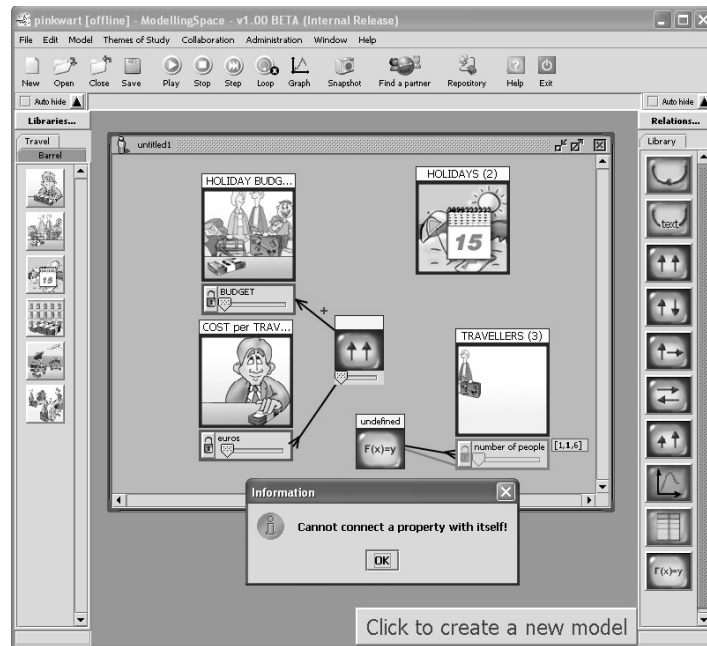 pinkwart [offline] - ModellingSpace - v1.00 BETA (Internal Release)
File Edit Model Themes of Study Collaboration Administration Window Help
New Open Close Save Play Stop Step Loop Graph Snapshot Find a partner Repository Help Exit
Auto hide Auto hide
Libraries... Relations...
Travel Library
Barrel
untitled1
HOLIDAY BUDG...
HOLIDAYS (2)
15
15
text
BUDGET
+
COST per TRAV...
TRAVELLERS (3)
undefined
F(x)=y
euros
number of people [1,1,6]
Information
Cannot connect a property with itself!
OK
F(x)=y
Click to create a new model